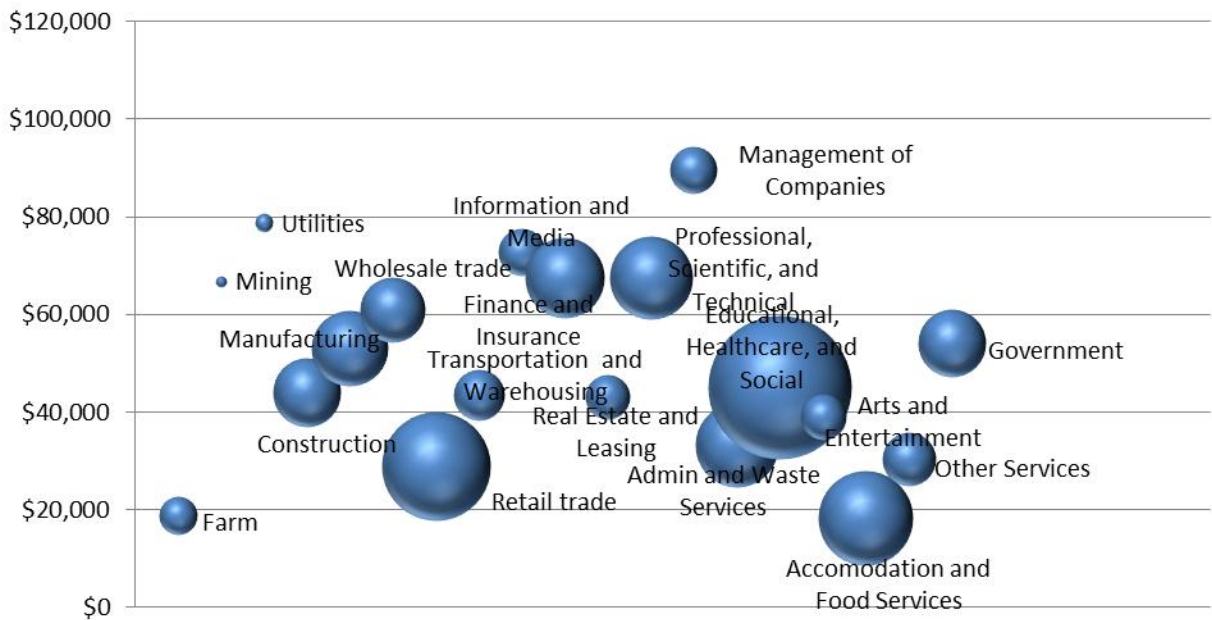 $120,000
$100,000
$80,000
$60,000
$40,000
$20,000
$0
Management of
Companies
Utilities
Information and
Media
Professional,
Scientific, and
Technical
Mining
Wholesale trade
Finance and
Insurance
Manufacturing
Educational,
Healthcare, and
Social
Government
Transportation and
Warehousing
Construction
Real Estate and
Leasing
Arts and
Entertainment
Admin and Waste
Services
Other Services
Retail trade
Farm
Accomodation and
Food Services